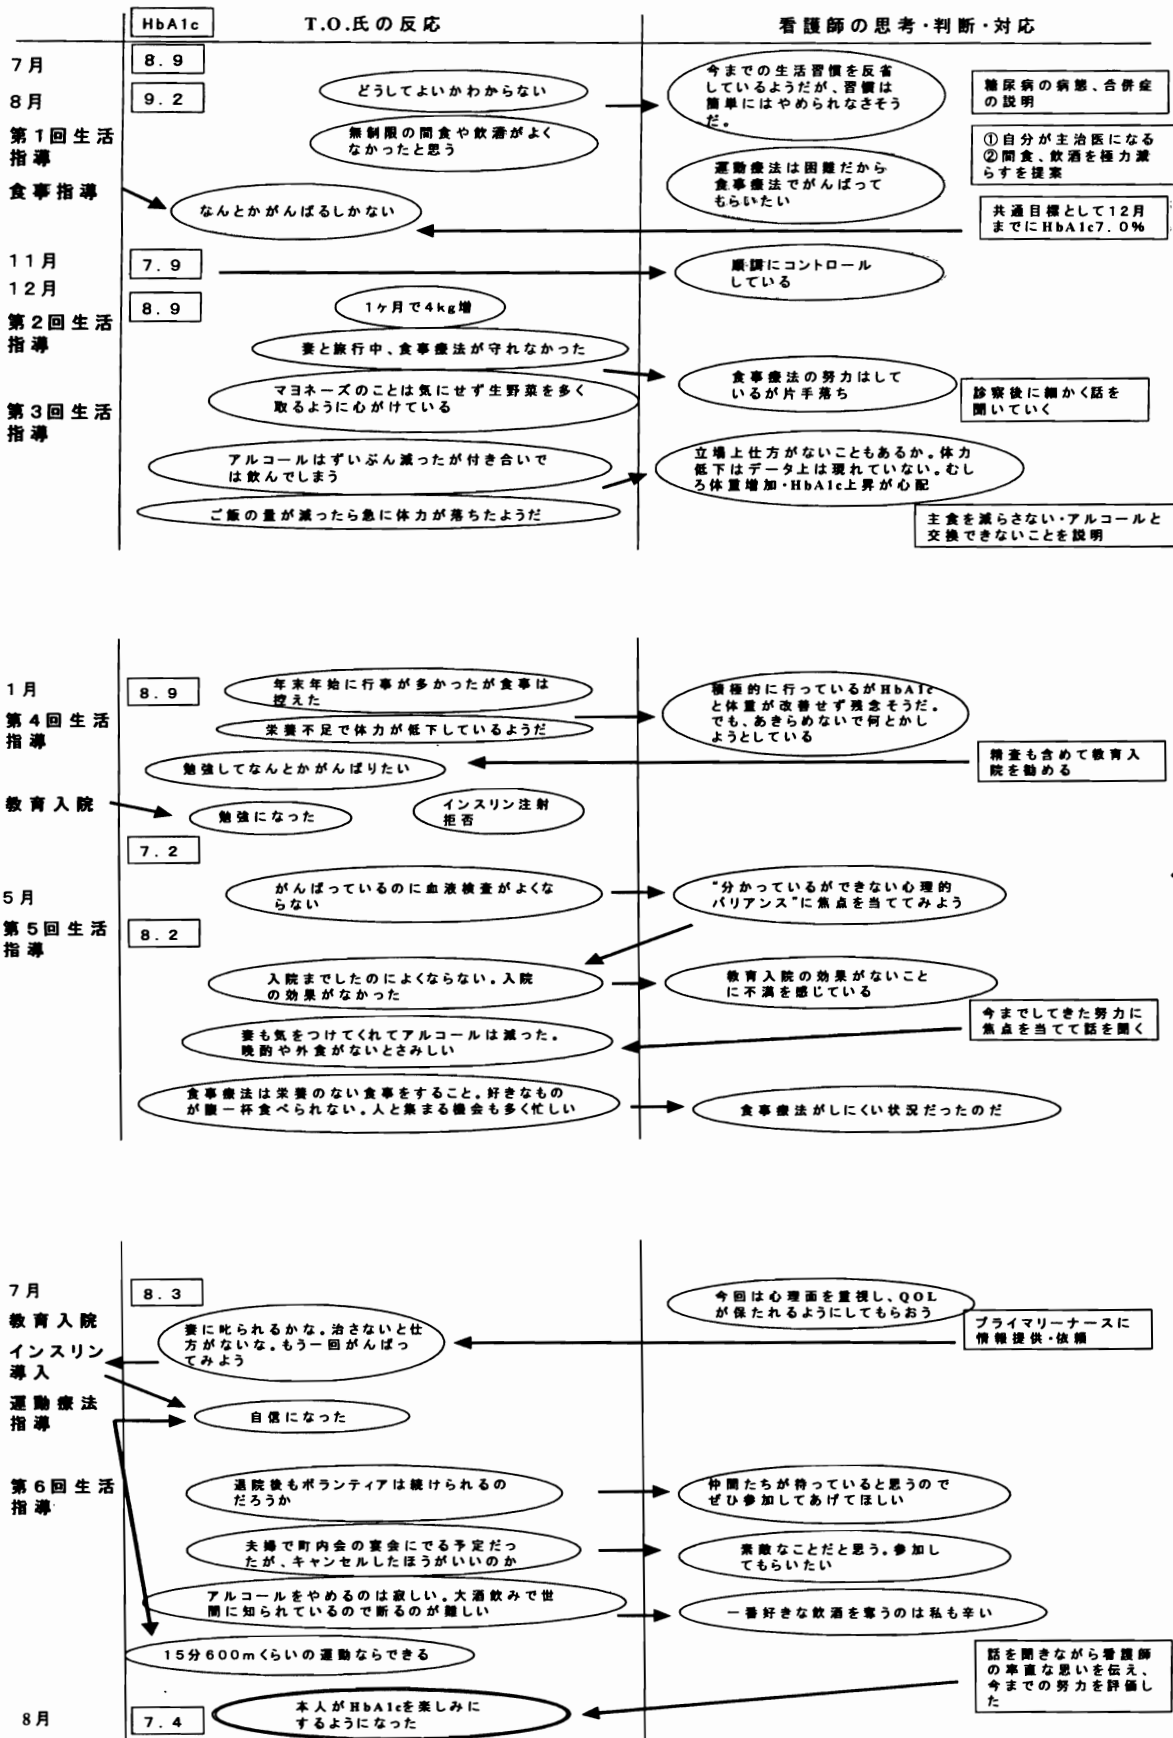 HbA1c
T.O.氏の反応
看護師の思考・判断・対応
7月
8.9
8月
9.2
どうしてよいかわからない
今までの生活習慣を反省
しているようだが、習慣は
簡単にはやめられなさそう
だ。
糖尿病の病態、合併症
の説明
第1回生活
指導
無制限の間食や飲酒がよく
なかったと思う
①自分が主治医になる
②間食、飲酒を極力減
らすを提案
運動療法は困難だから
食事療法でがんばって
もらいたい
食事指導
なんとかがんばるしかない
共通目標として12月
までにHbA1c7.0%
11月
7.9
順調にコントロール
している
12月
8.9
1ヶ月で4kg増
第2回生活
指導
妻と旅行中、食事療法が守れなかった
食事療法の努力はして
いるが片手落ち
診察後に細かく話を
聞いていく
マヨネーズのことは気にせず生野菜を多く
取るように心がけている
第3回生活
指導
アルコールはずいぶん減ったが付き合いで
は飲んでしまう
立場上仕方がないこともあるか。体力
低下はデータ上は現れていない。むし
ろ体重増加・HbA1c上昇が心配
ご飯の量が減ったら急に体力が落ちたようだ
主食を減らさない・アルコールと
交換できないことを説明
1月
8.9
年末年始に行事が多かったが食事は
控えた
積極的に行っているがHbA1c
と体重が改善せず残念そうだ。
でも、あきらめないで何とかし
ようとしている
第4回生活
指導
栄養不足で体力が低下しているようだ
勉強してなんとかがんばりたい
精査も含めて教育入
院を勧める
教育入院
勉強になった
インスリン注射
拒否
7.2
5月
がんばっているのに血液検査がよくな
らない
“分かっているができない心理的
バリアンス”に焦点を当ててみよう
第5回生活
指導
8.2
入院までしたのによくならない。入院
の効果がなかった
教育入院の効果がないこと
に不満を感じている
今までしてきた努力に
焦点を当てて話を聞く
妻も気をつけてくれてアルコールは減った。
晩酌や外食がないとさみしい
食事療法は栄養のない食事をすること。好きなもの
が腹一杯食べられない。人と集まる機会も多く忙しい
食事療法がしにくい状況だったのだ
7月
8.3
今回は心理面を重視し、QOL
が保たれるようにしてもらおう
教育入院
妻に叱られるかな。治さないと仕
方がないな。もう一回がんばっ
てみよう
プライマリーナースに
情報提供・依頼
インスリン
導入
運動療法
指導
自信になった
第6回生活
指導
退院後もボランティアは続けられるの
だろうか
仲間たちが待っていると思うので
ぜひ参加してあげてほしい
夫婦で町内会の宴会にでる予定だっ
たが、キャンセルしたほうがいいのか
素敵なことだと思う。参加し
てもらいたい
アルコールをやめるのは寂しい。大酒飲みで世
間に知られているので断るのが難しい
一番好きな飲酒を奪うのは私も辛い
15分600mくらいの運動ならできる
話を聞きながら看護師
の率直な思いを伝え、
今までの努力を評価し
た
8月
7.4
本人がHbA1cを楽しみに
するようになった